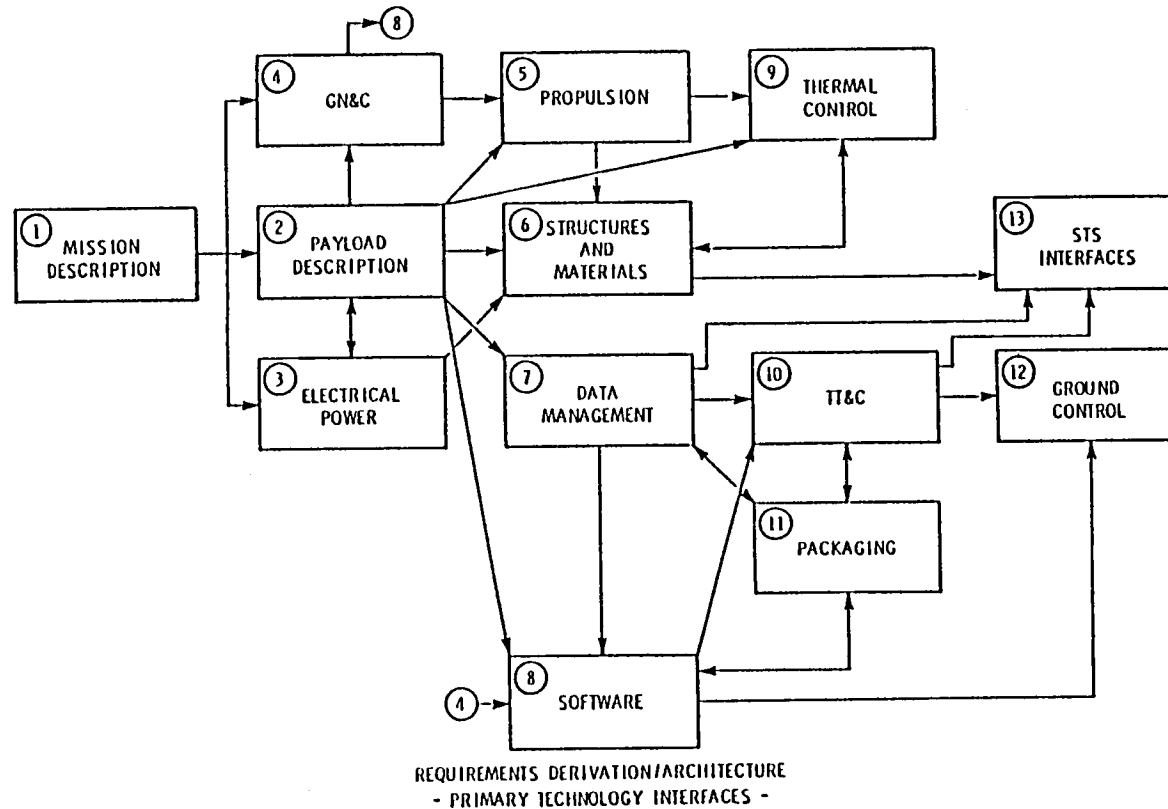 8
4
GN&C
5
PROPULSION
9
THERMAL
CONTROL
1
MISSION
DESCRIPTION
2
PAYLOAD
DESCRIPTION
6
STRUCTURES
AND
MATERIALS
13
STS
INTERFACES
3
ELECTRICAL
POWER
7
DATA
MANAGEMENT
10
TT&C
12
GROUND
CONTROL
11
PACKAGING
4
8
SOFTWARE
REQUIREMENTS DERIVATION/ARCHITECTURE
- PRIMARY TECHNOLOGY INTERFACES -